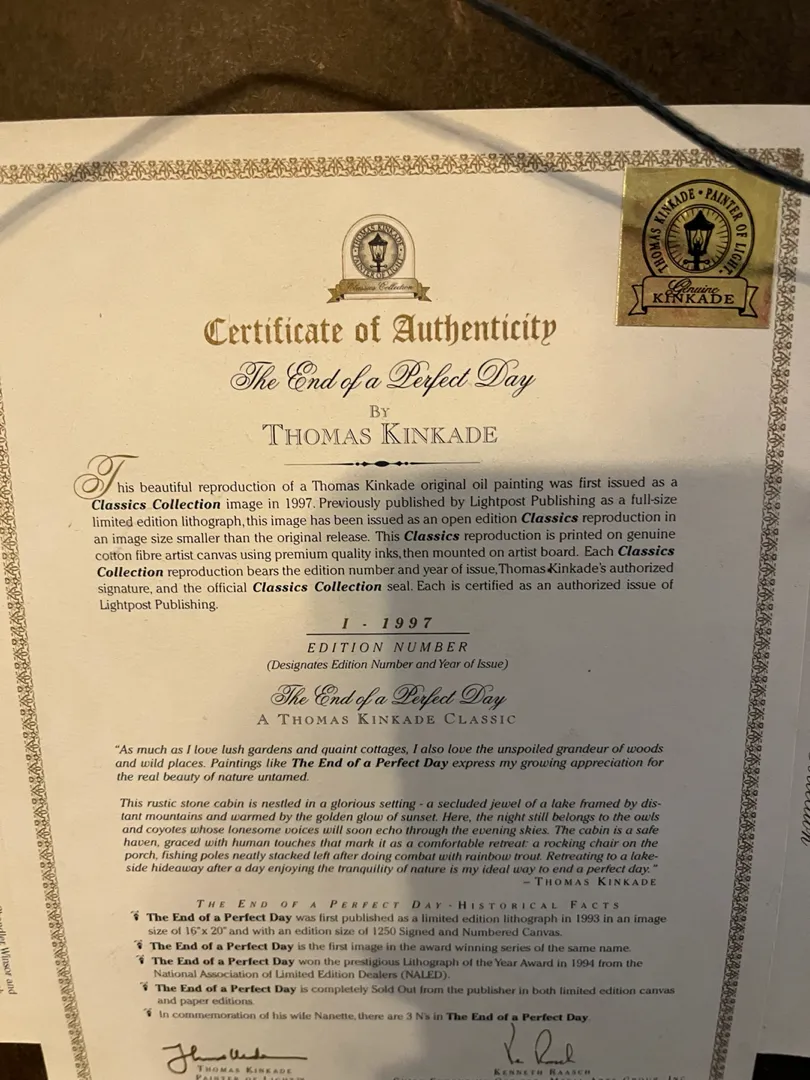 THOMAS KINKADE • PAINTER OF LIGHT
Genuine
KINKADE
THOMAS KINKADE
PAINTER OF LIGHT
Classics Collection
Certificate of Authenticity
The End of a Perfect Day
BY
THOMAS KINKADE
This beautiful reproduction of a Thomas Kinkade original oil painting was first issued as a
Classics Collection image in 1997. Previously published by Lightpost Publishing as a full-size
limited edition lithograph, this image has been issued as an open edition Classics reproduction in
an image size smaller than the original release. This Classics reproduction is printed on genuine
cotton fibre artist canvas using premium quality inks, then mounted on artist board. Each Classics
Collection reproduction bears the edition number and year of issue, Thomas Kinkade's authorized
signature, and the official Classics Collection seal. Each is certified as an authorized issue of
Lightpost Publishing.
1 - 1997
EDITION NUMBER
(Designates Edition Number and Year of Issue)
The End of a Perfect Day
A THOMAS KINKADE CLASSIC
"As much as I love lush gardens and quaint cottages, I also love the unspoiled grandeur of woods
and wild places. Paintings like The End of a Perfect Day express my growing appreciation for
the real beauty of nature untamed.
This rustic stone cabin is nestled in a glorious setting - a secluded jewel of a lake framed by dis-
tant mountains and warmed by the golden glow of sunset. Here, the night still belongs to the owls
and coyotes whose lonesome voices will soon echo through the evening skies. The cabin is a safe
haven, graced with human touches that mark it as a comfortable retreat: a rocking chair on the
porch, fishing poles neatly stacked left after doing combat with rainbow trout. Retreating to a lake-
side hideaway after a day enjoying the tranquility of nature is my ideal way to end a perfect day."
– THOMAS KINKADE
THE END OF A PERFECT DAY - HISTORICAL FACTS
The End of a Perfect Day was first published as a limited edition lithograph in 1993 in an image
size of 16" x 20" and with an edition size of 1250 Signed and Numbered Canvas.
The End of a Perfect Day is the first image in the award winning series of the same name.
The End of a Perfect Day won the prestigious Lithograph of the Year Award in 1994 from the
National Association of Limited Edition Dealers (NALED).
The End of a Perfect Day is completely Sold Out from the publisher in both limited edition canvas
and paper editions.
In commemoration of his wife Nanette, there are 3 N's in The End of a Perfect Day.
THOMAS KINKADE
PAINTER OF LIGHT
KENNETH RAASCH
Winsor and